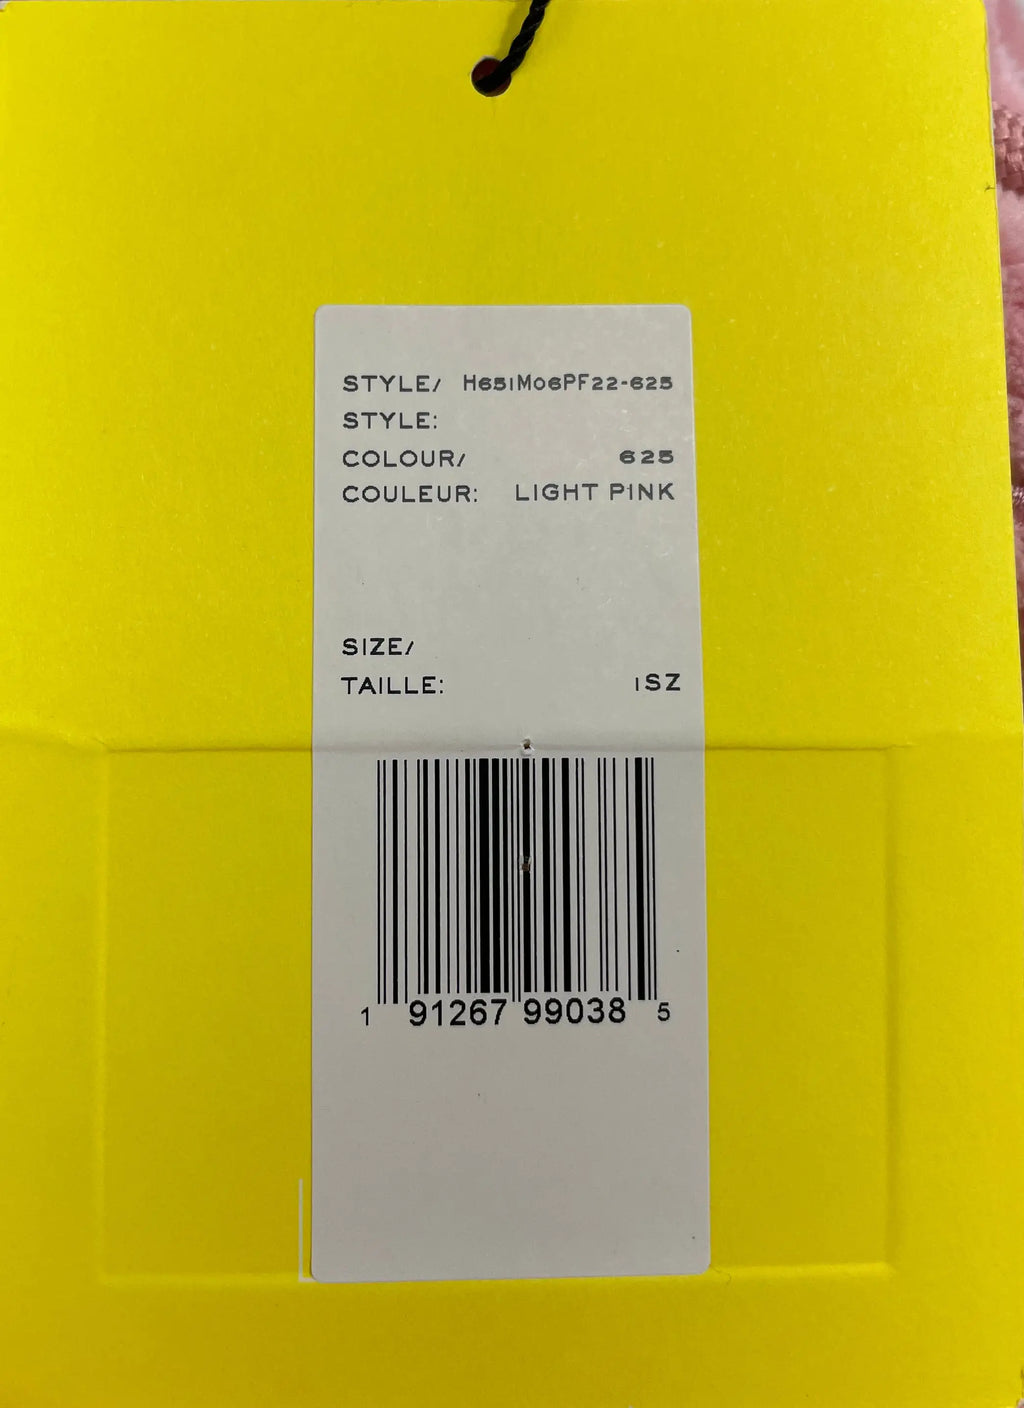 STYLE/ H651M06PF22-625
STYLE:
COLOUR/ 625
COULEUR: LIGHT PINK
SIZE/
TAILLE: 1SZ
1 91267 99038 5